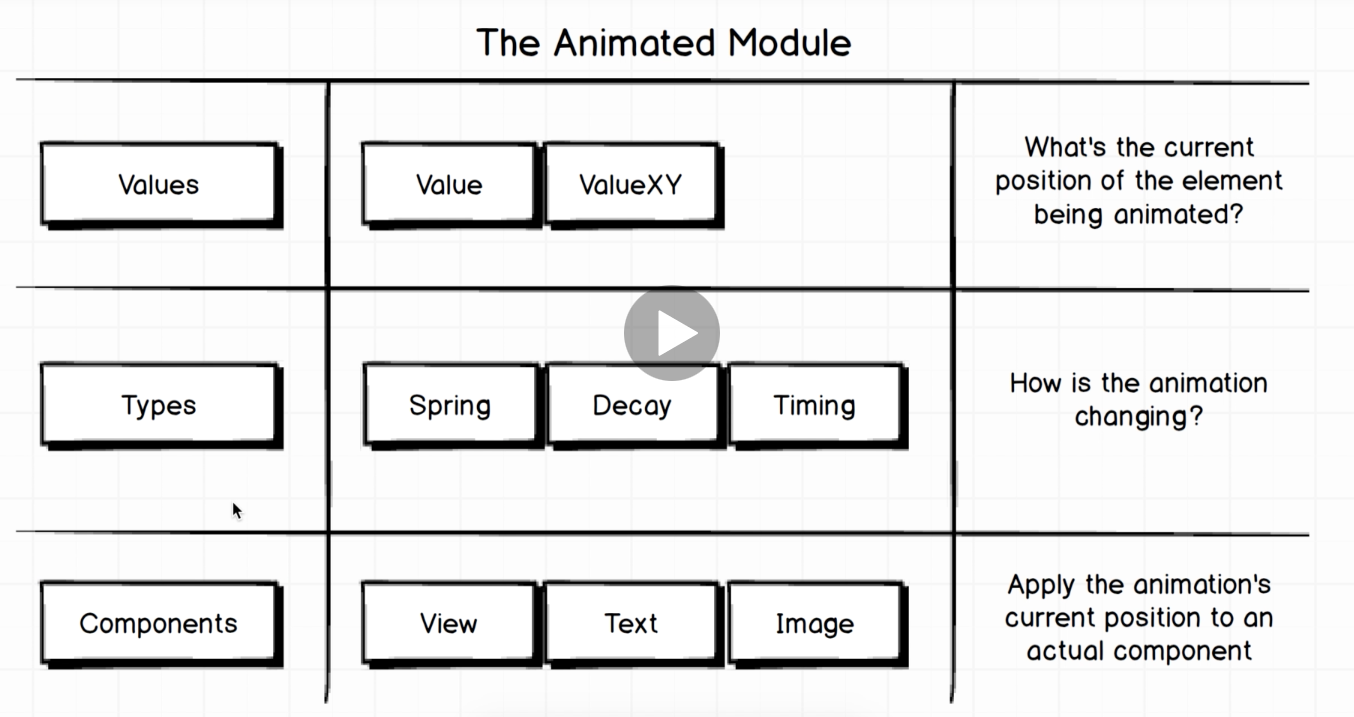 The Animated Module
Values
Value
ValueXY
What's the current
position of the element
being animated?
Types
Spring
Decay
Timing
How is the animation
changing?
Components
View
Text
Image
Apply the animation's
current position to an
actual component